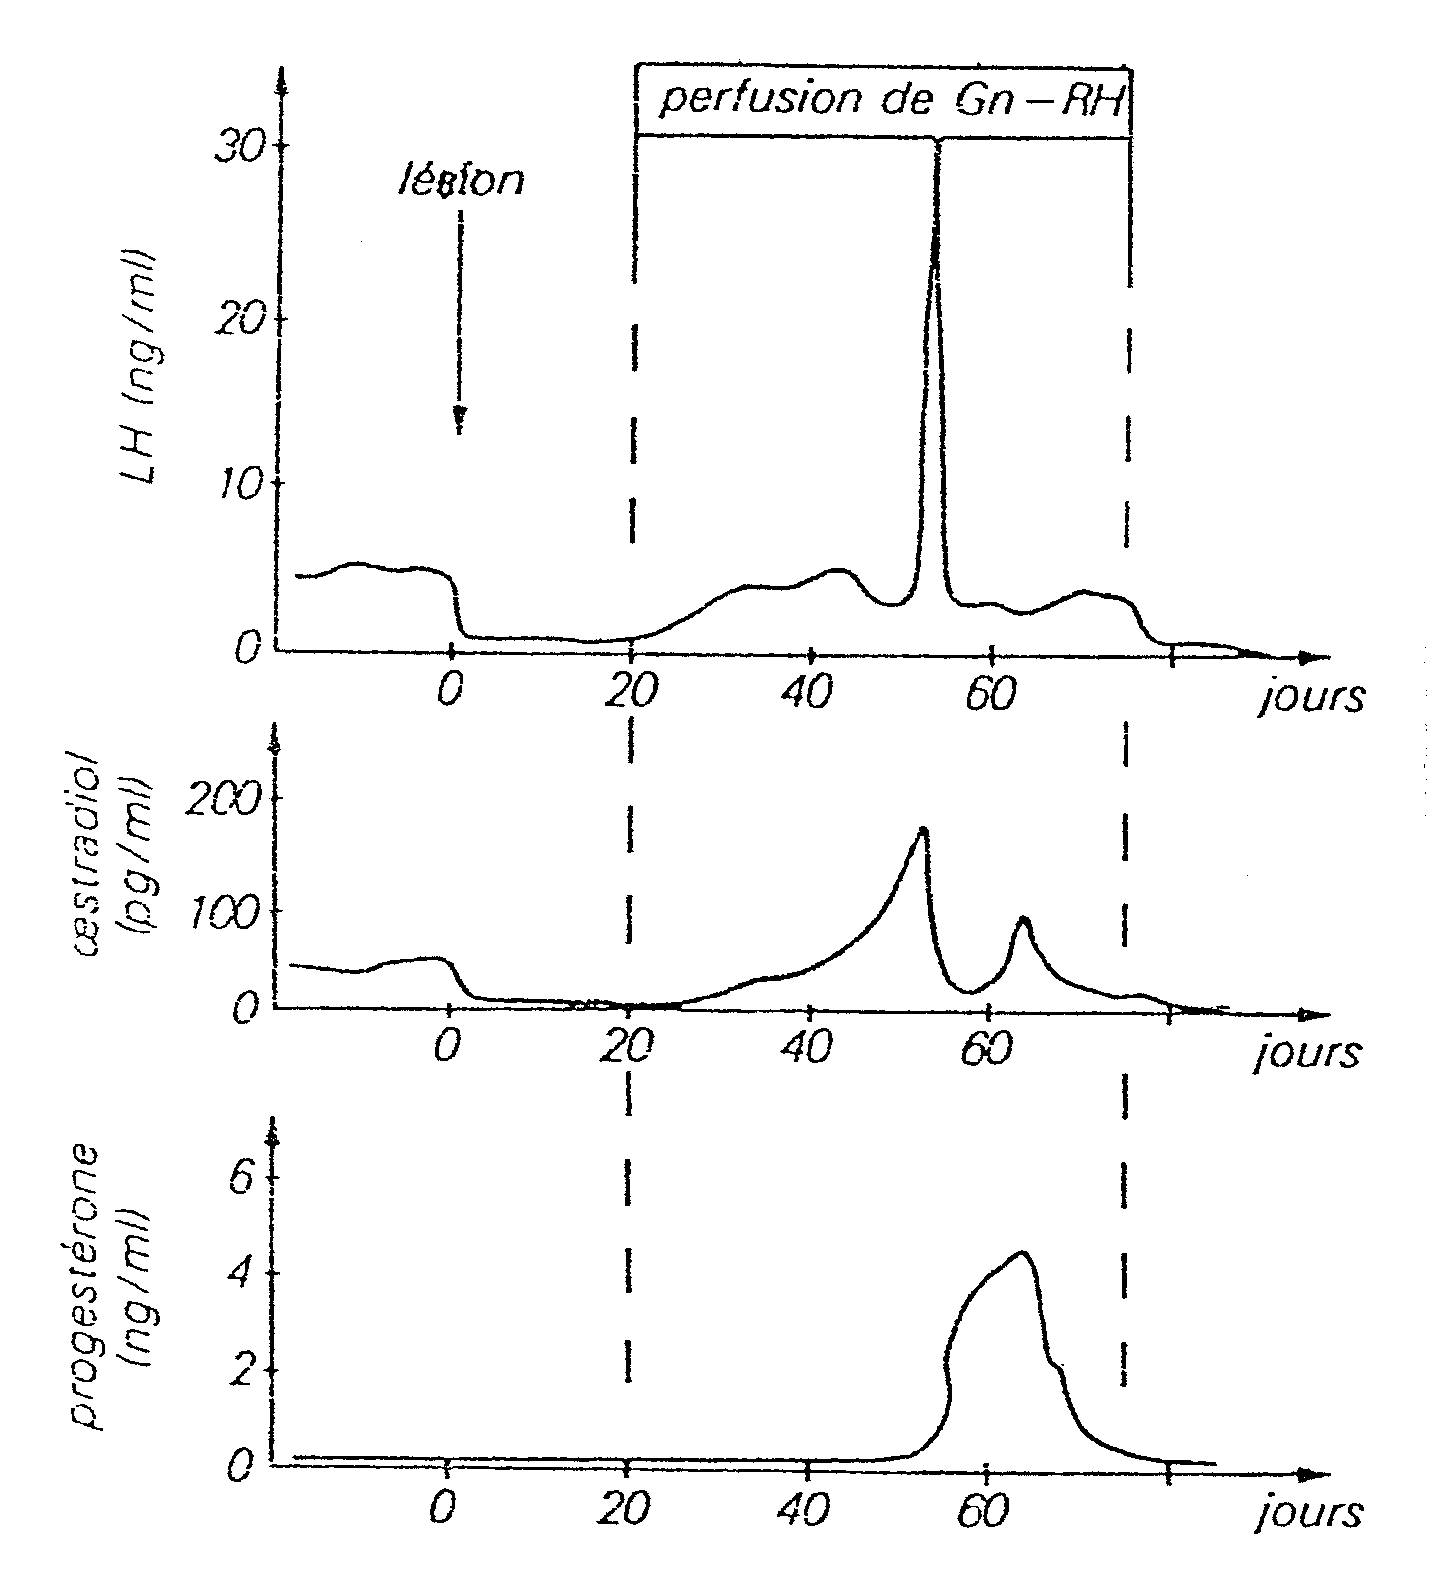 perfusion de Gn-RH
lésion
LH (ng/ml)
30
20
10
0
0 20 40 60 jours
œstradiol
(pg/ml)
200
100
0
0 20 40 60 jours
progestérone
(ng/ml)
6
4
2
0
0 20 40 60 jours